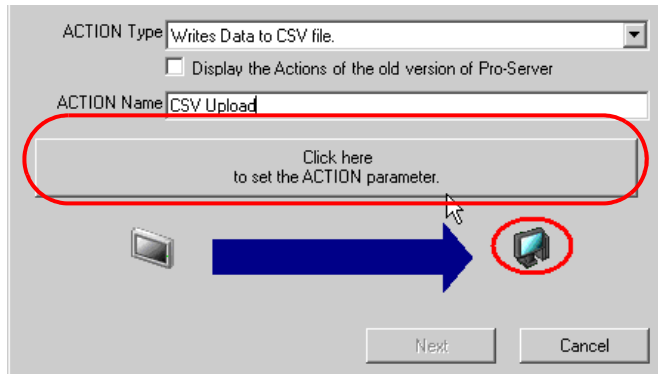 ACTION Type Writes Data to CSV file.
Display the Actions of the old version of Pro-Server
ACTION Name CSV Upload
Click here
to set the ACTION parameter.
Next Cancel